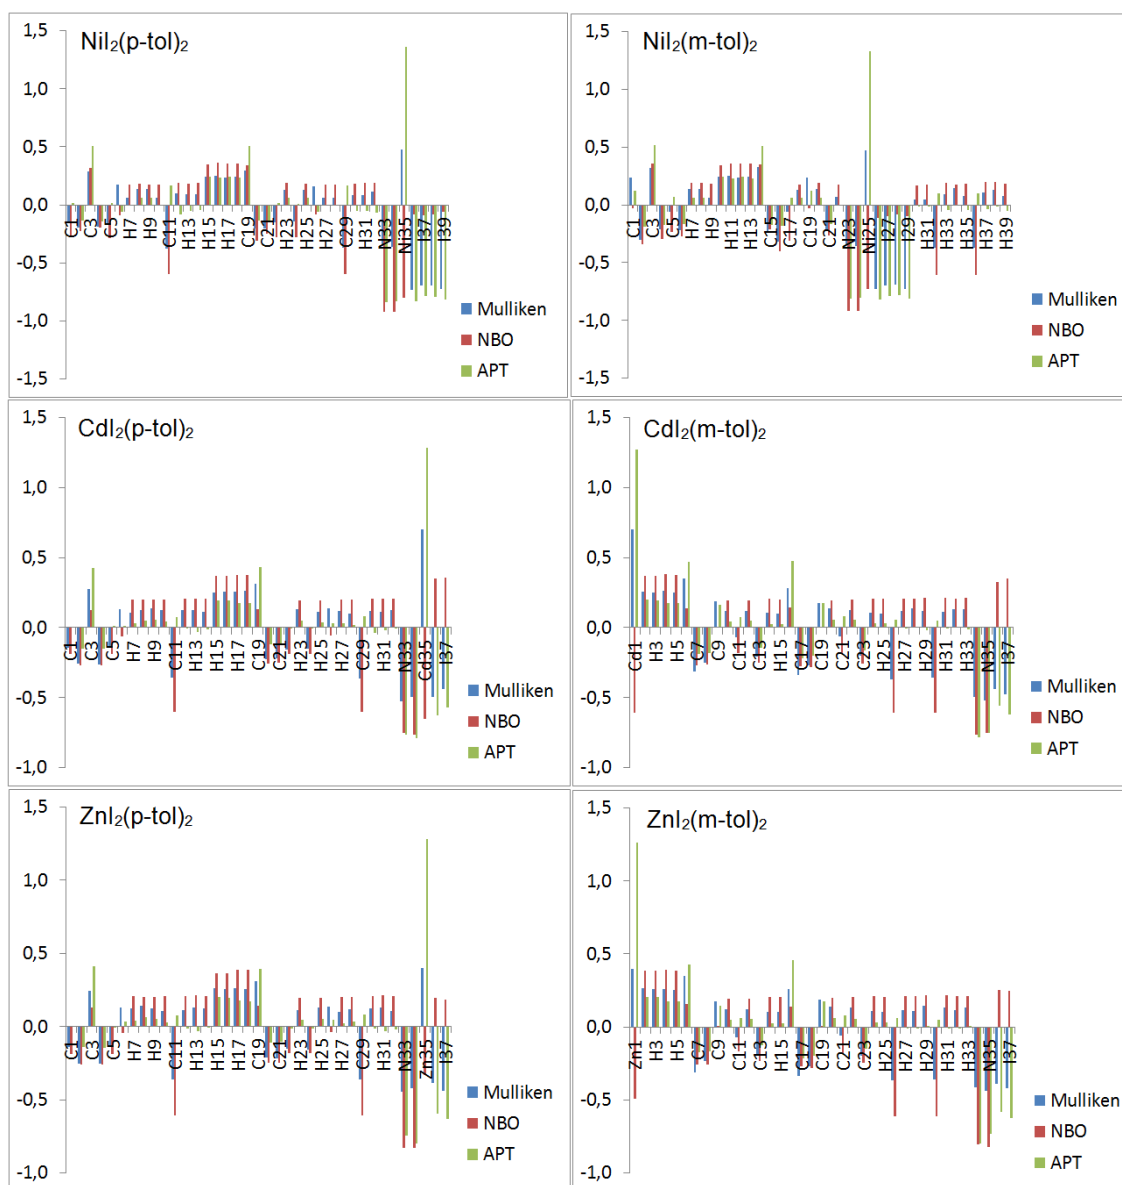 NiI₂(p-tol)₂
1,5
1,0
0,5
0,0
-0,5
-1,0
-1,5
C1 C3 C5 H7 H9 C11 H13 H15 H17 C19 C21 H23 H25 H27 C29 H31 N33 Ni35 I37 I39
Mulliken
NBO
APT
NiI₂(m-tol)₂
1,5
1,0
0,5
0,0
-0,5
-1,0
-1,5
C1 C3 C5 H7 H9 H11 H13 C15 C17 C19 C21 N23 Ni25 I27 I29 H31 H33 H35 H37 H39
Mulliken
NBO
APT
CdI₂(p-tol)₂
1,5
1,0
0,5
0,0
-0,5
-1,0
C1 C3 C5 H7 H9 C11 H13 H15 H17 C19 C21 H23 H25 H27 C29 H31 N33 Cd35 I37
Mulliken
NBO
APT
CdI₂(m-tol)₂
1,5
1,0
0,5
0,0
-0,5
-1,0
Cd1 H3 H5 C7 C9 C11 C13 H15 C17 C19 C21 C23 H25 H27 H29 H31 H33 N35 I37
Mulliken
NBO
APT
ZnI₂(p-tol)₂
1,5
1,0
0,5
0,0
-0,5
-1,0
C1 C3 C5 H7 H9 C11 H13 H15 H17 C19 C21 H23 H25 H27 C29 H31 N33 Zn35 I37
Mulliken
NBO
APT
ZnI₂(m-tol)₂
1,5
1,0
0,5
0,0
-0,5
-1,0
Zn1 H3 H5 C7 C9 C11 C13 H15 C17 C19 C21 C23 H25 H27 H29 H31 H33 N35 I37
Mulliken
NBO
APT